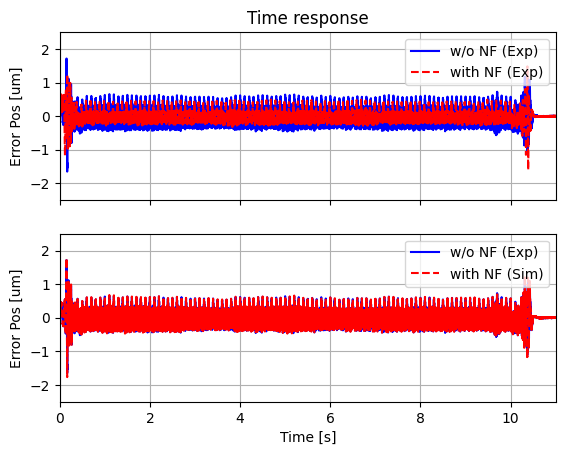 Time response
Error Pos [um]
2
1
0
−1
−2
w/o NF (Exp)
with NF (Exp)
Error Pos [um]
2
1
0
−1
−2
w/o NF (Exp)
with NF (Sim)
0 2 4 6 8 10
Time [s]